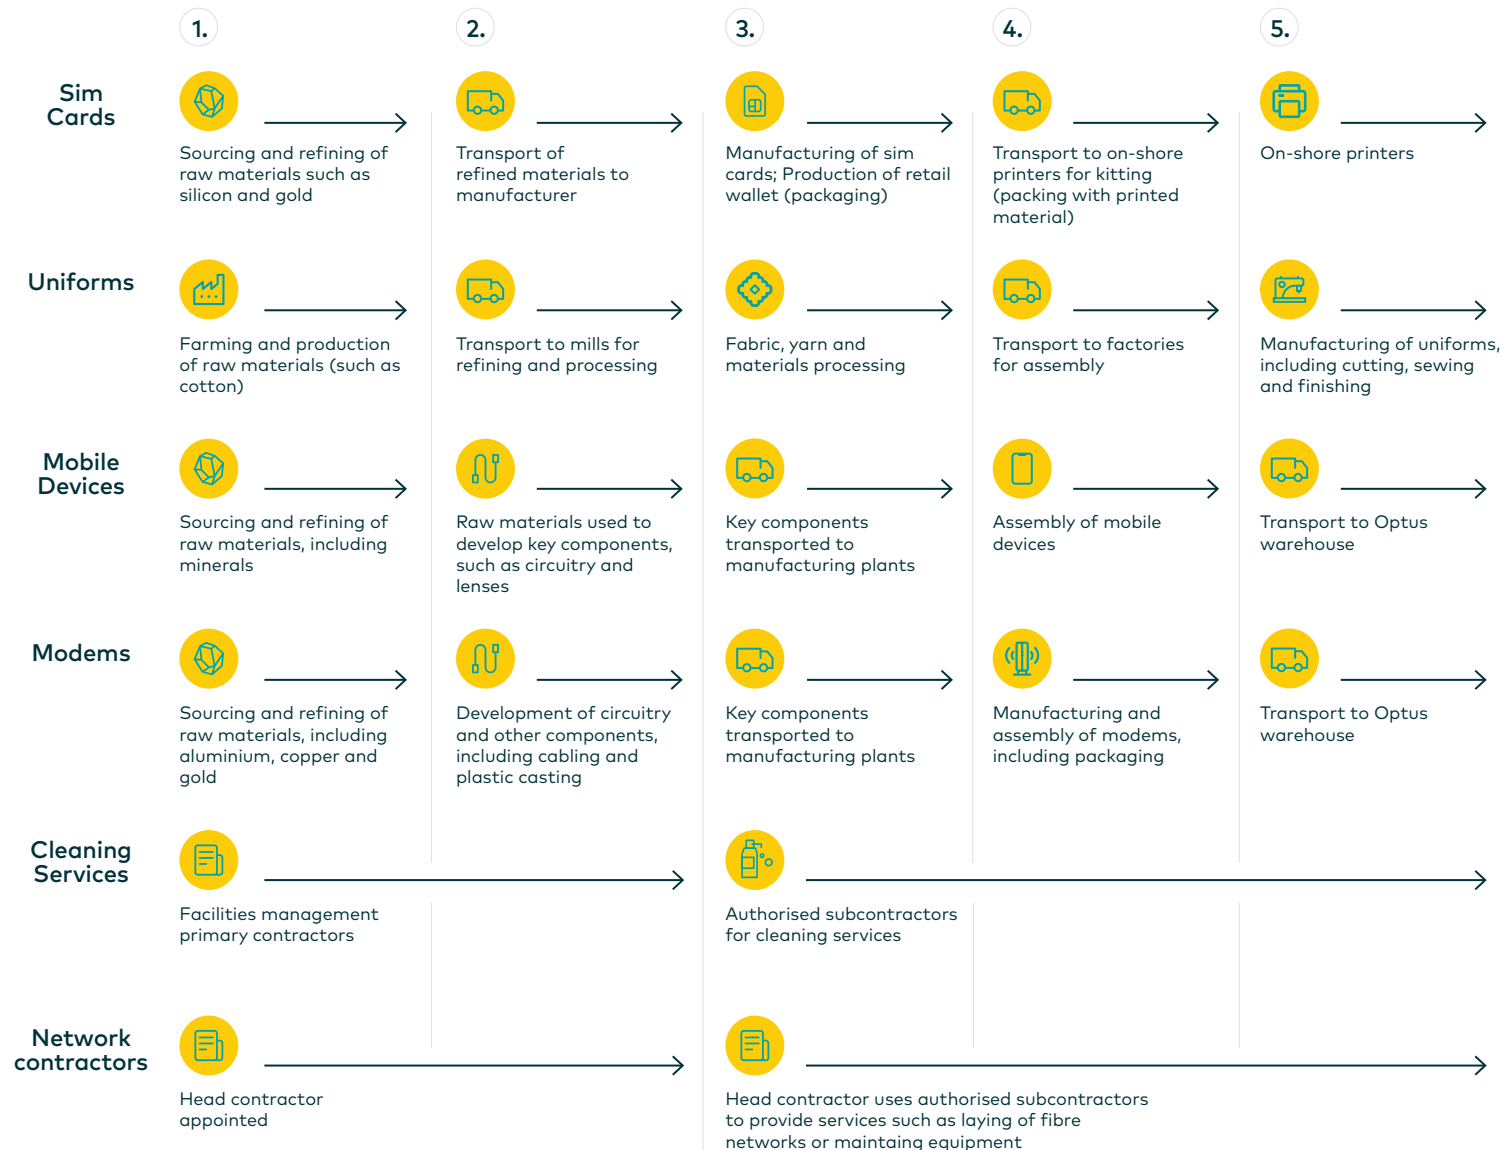 1.
2.
3.
4.
5.
Sim
Cards
Sourcing and refining of
raw materials such as
silicon and gold
Transport of
refined materials to
manufacturer
Manufacturing of sim
cards; Production of retail
wallet (packaging)
Transport to on-shore
printers for kitting
(packing with printed
material)
On-shore printers
Uniforms
Farming and production
of raw materials (such as
cotton)
Transport to mills for
refining and processing
Fabric, yarn and
materials processing
Transport to factories
for assembly
Manufacturing of uniforms,
including cutting, sewing
and finishing
Mobile
Devices
Sourcing and refining of
raw materials, including
minerals
Raw materials used to
develop key components,
such as circuitry and
lenses
Key components
transported to
manufacturing plants
Assembly of mobile
devices
Transport to Optus
warehouse
Modems
Sourcing and refining of
raw materials, including
aluminium, copper and
gold
Development of circuitry
and other components,
including cabling and
plastic casting
Key components
transported to
manufacturing plants
Manufacturing and
assembly of modems,
including packaging
Transport to Optus
warehouse
Cleaning
Services
Facilities management
primary contractors
Authorised subcontractors
for cleaning services
Network
contractors
Head contractor
appointed
Head contractor uses authorised subcontractors
to provide services such as laying of fibre
networks or maintaing equipment